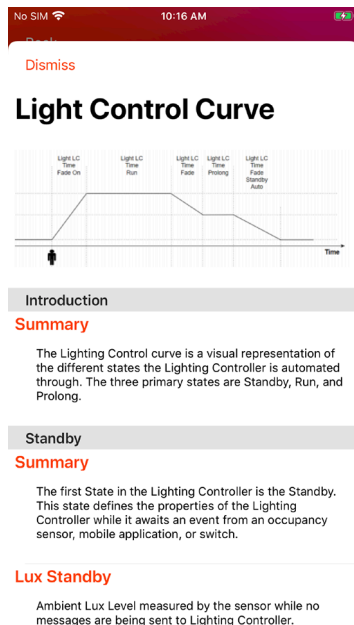 No SIM 10:16 AM
Dismiss
Light Control Curve
Light LC Light LC Light LC Light LC Light LC
Time Time Time Time Time
Fade On Run Fade Prolong Fade
Standby
Auto
Time
Introduction
Summary
The Lighting Control curve is a visual representation of
the different states the Lighting Controller is automated
through. The three primary states are Standby, Run, and
Prolong.
Standby
Summary
The first State in the Lighting Controller is the Standby.
This state defines the properties of the Lighting
Controller while it awaits an event from an occupancy
sensor, mobile application, or switch.
Lux Standby
Ambient Lux Level measured by the sensor while no
messages are being sent to Lighting Controller.